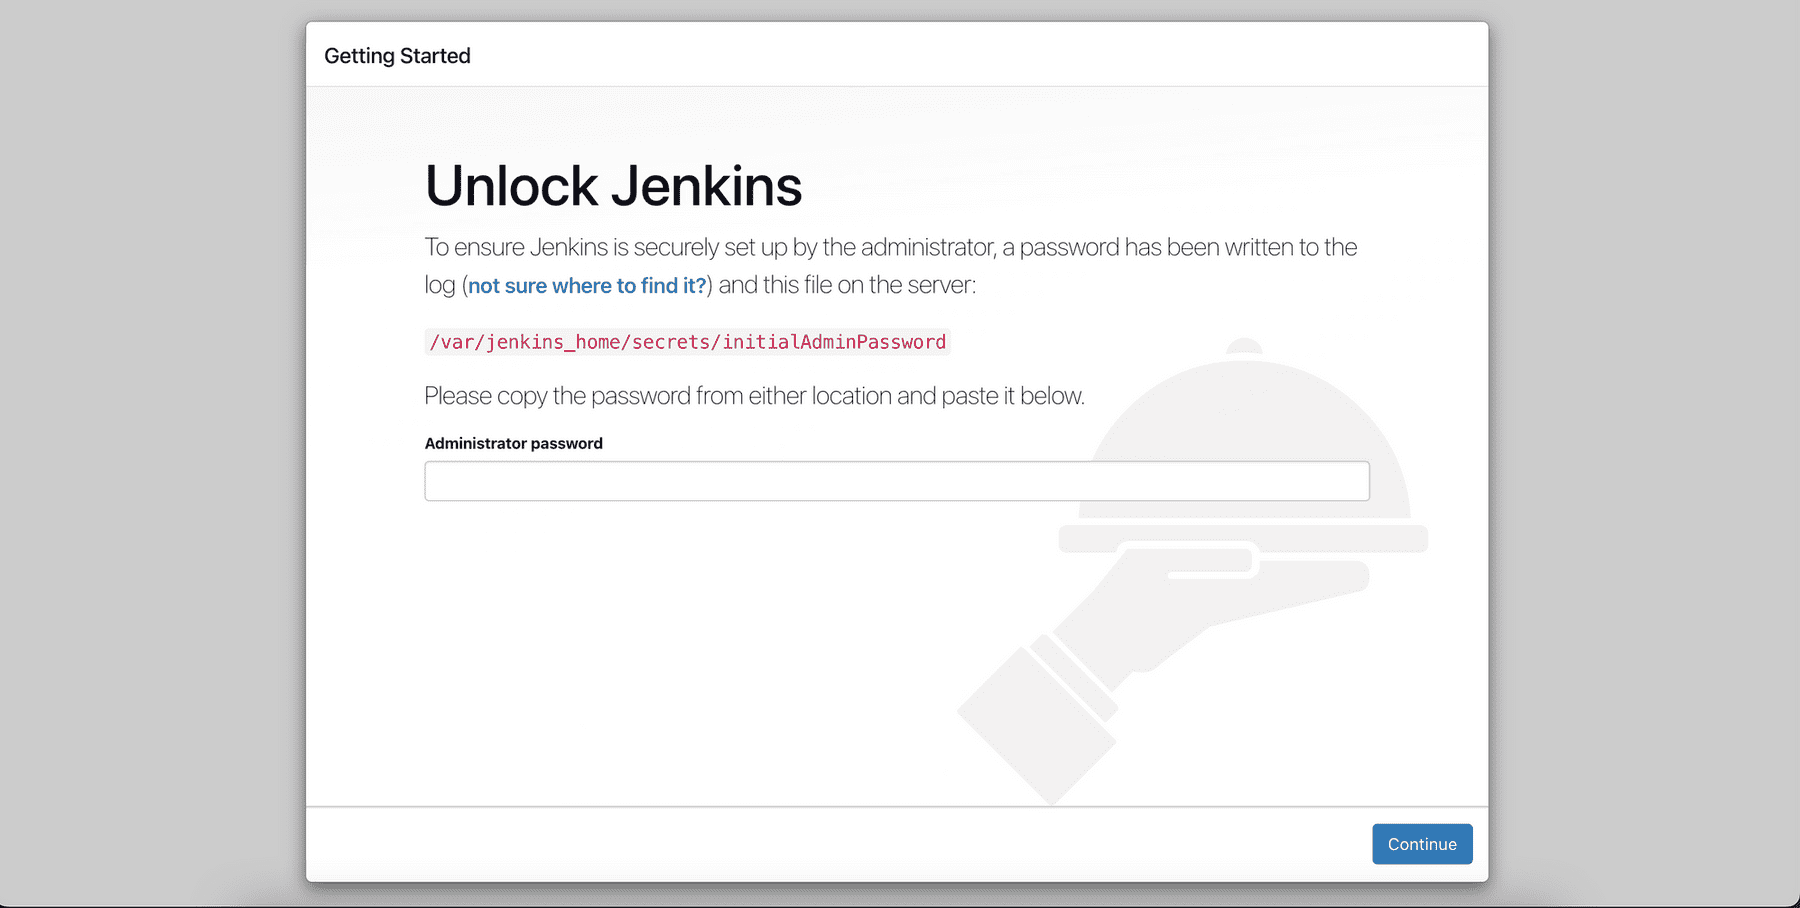 Getting Started
Unlock Jenkins
To ensure Jenkins is securely set up by the administrator, a password has been written to the
log (not sure where to find it?) and this file on the server:
/var/jenkins_home/secrets/initialAdminPassword
Please copy the password from either location and paste it below.
Administrator password
Continue